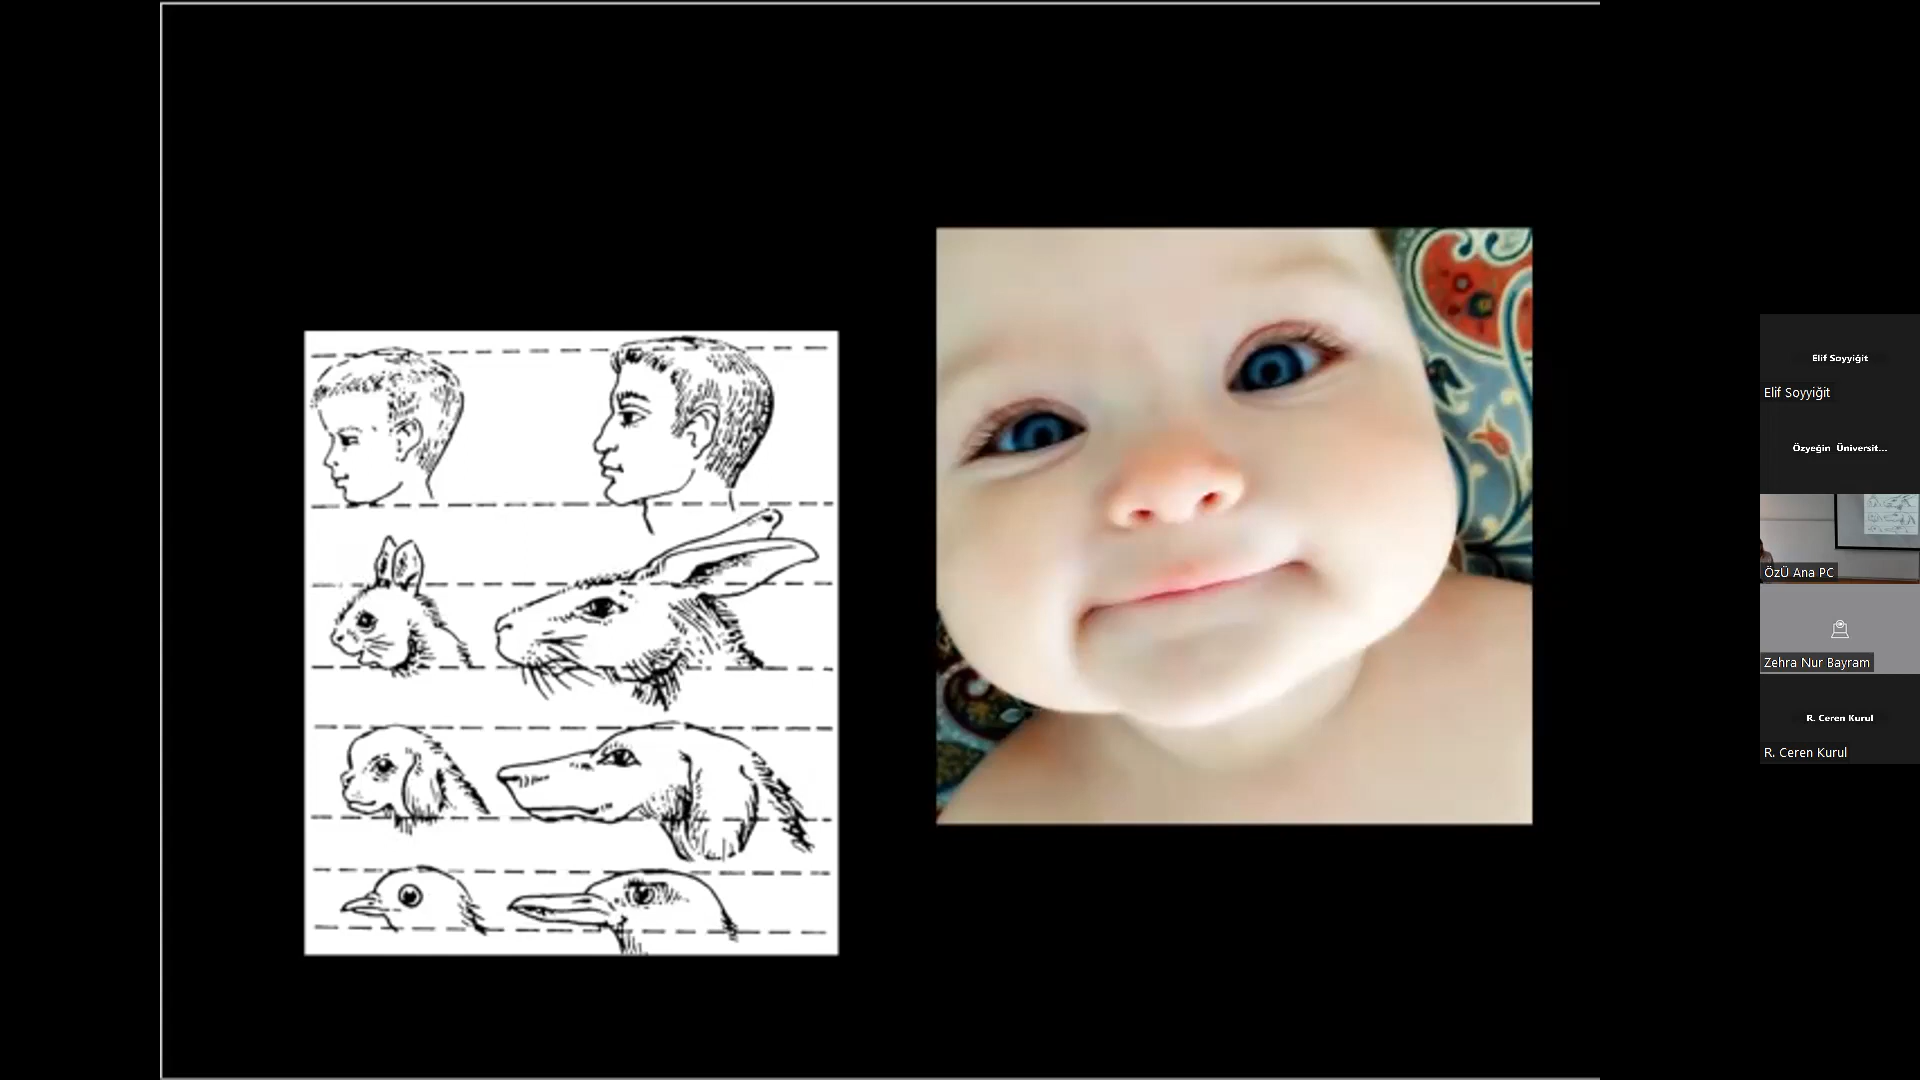 Elif Soyyiğit
Elif Soyyiğit
Özyeğin Üniversit...
ÖzÜ Ana PC
Zehra Nur Bayram
R. Ceren Kurul
R. Ceren Kurul